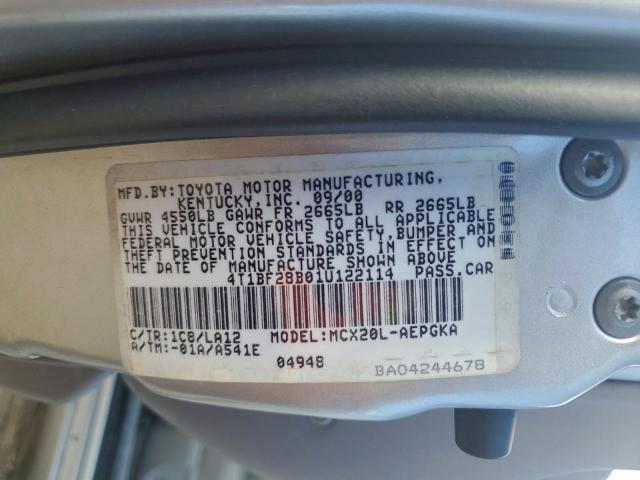 MFD.BY:TOYOTA MOTOR MANUFACTURING,
KENTUCKY,INC. 09/00
GVWR 4550LB GAWR FR 2665LB RR 2665LB
THIS VEHICLE CONFORMS TO ALL APPLICABLE
FEDERAL MOTOR VEHICLE SAFETY,BUMPER AND
THEFT PREVENTION STANDARDS IN EFFECT ON
THE DATE OF MANUFACTURE SHOWN ABOVE
4T1BF28B01U122114 PASS.CAR
C/TR:1C8/LA12 MODEL:MCX20L-AEPGKA
A/TM:-01A/A541E
04948
BA04244678